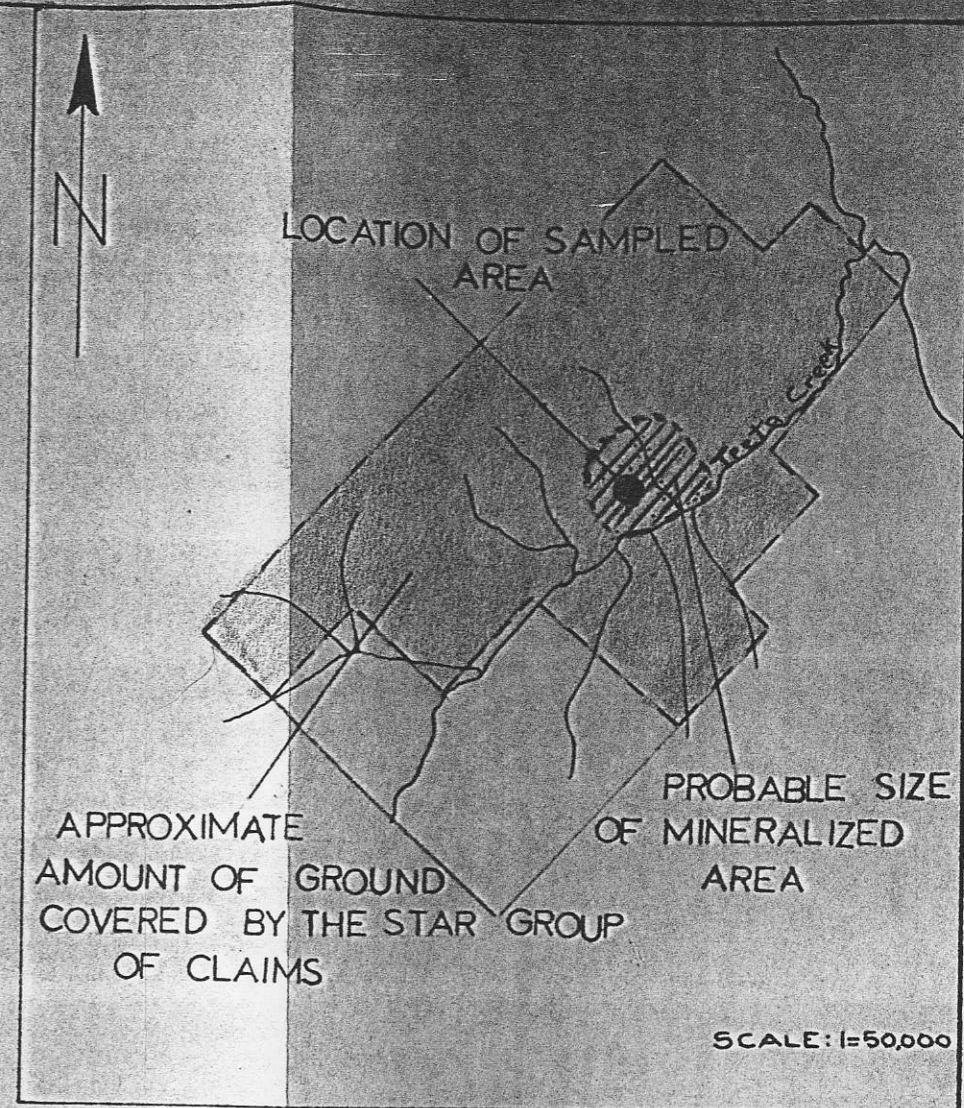 N
LOCATION OF SAMPLED
AREA
Teeta Creek
APPROXIMATE
AMOUNT OF GROUND
COVERED BY THE STAR GROUP
OF CLAIMS
PROBABLE SIZE
OF MINERALIZED
AREA
SCALE: 1=50,000